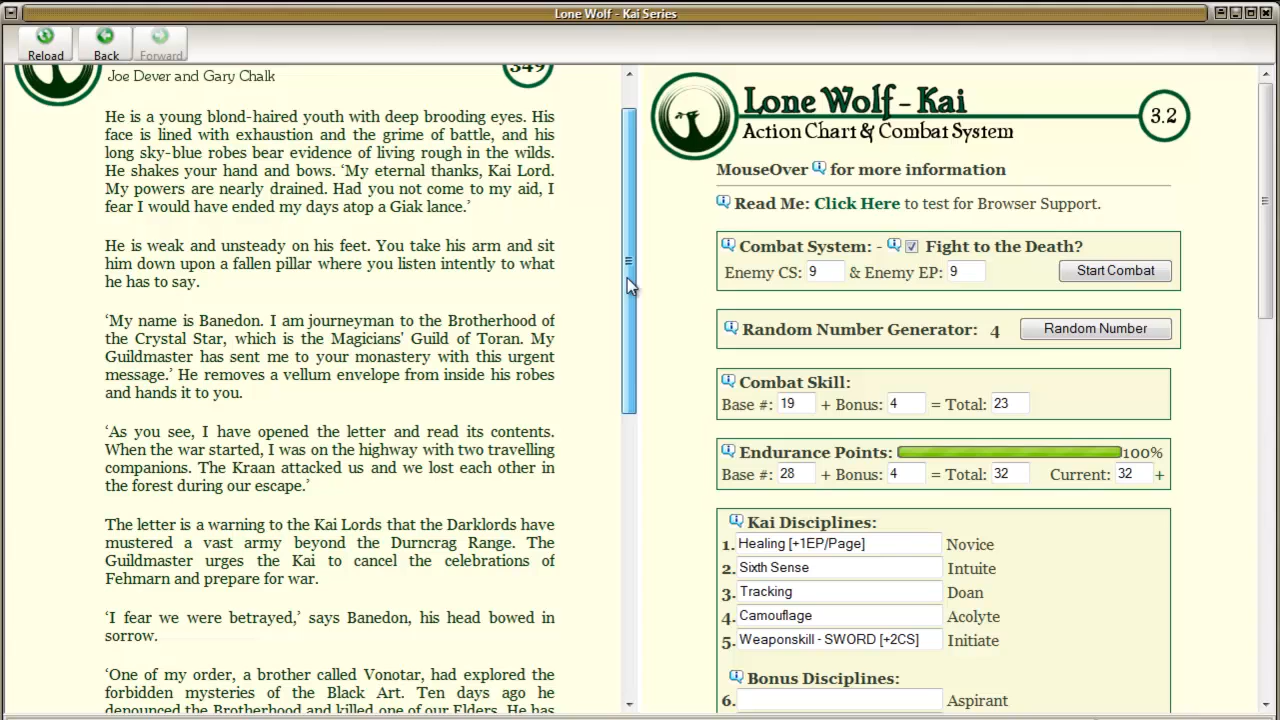 Lone Wolf - Kai Series
Reload Back Forward
Joe Dever and Gary Chalk
349
He is a young blond-haired youth with deep brooding eyes. His
face is lined with exhaustion and the grime of battle, and his
long sky-blue robes bear evidence of living rough in the wilds.
He shakes your hand and bows. ‘My eternal thanks, Kai Lord.
My powers are nearly drained. Had you not come to my aid, I
fear I would have ended my days atop a Giak lance.’
He is weak and unsteady on his feet. You take his arm and sit
him down upon a fallen pillar where you listen intently to what
he has to say.
‘My name is Banedon. I am journeyman to the Brotherhood of
the Crystal Star, which is the Magicians' Guild of Toran. My
Guildmaster has sent me to your monastery with this urgent
message.’ He removes a vellum envelope from inside his robes
and hands it to you.
‘As you see, I have opened the letter and read its contents.
When the war started, I was on the highway with two travelling
companions. The Kraan attacked us and we lost each other in
the forest during our escape.’
The letter is a warning to the Kai Lords that the Darklords have
mustered a vast army beyond the Durncrag Range. The
Guildmaster urges the Kai to cancel the celebrations of
Fehmarn and prepare for war.
‘I fear we were betrayed,’ says Banedon, his head bowed in
sorrow.
‘One of my order, a brother called Vonotar, had explored the
forbidden mysteries of the Black Art. Ten days ago he
denounced the Brotherhood and killed one of our Elders. He has
Lone Wolf - Kai
3.2
Action Chart & Combat System
MouseOver for more information
Read Me: Click Here to test for Browser Support.
Combat System: - Fight to the Death?
Enemy CS: 9 & Enemy EP: 9 Start Combat
Random Number Generator: 4 Random Number
Combat Skill:
Base #: 19 + Bonus: 4 = Total: 23
Endurance Points: 100%
Base #: 28 + Bonus: 4 = Total: 32 Current: 32 +
Kai Disciplines:
1. Healing [+1EP/Page] Novice
2. Sixth Sense Intuite
3. Tracking Doan
4. Camouflage Acolyte
5. Weaponskill - SWORD [+2CS] Initiate
Bonus Disciplines:
6. Aspirant